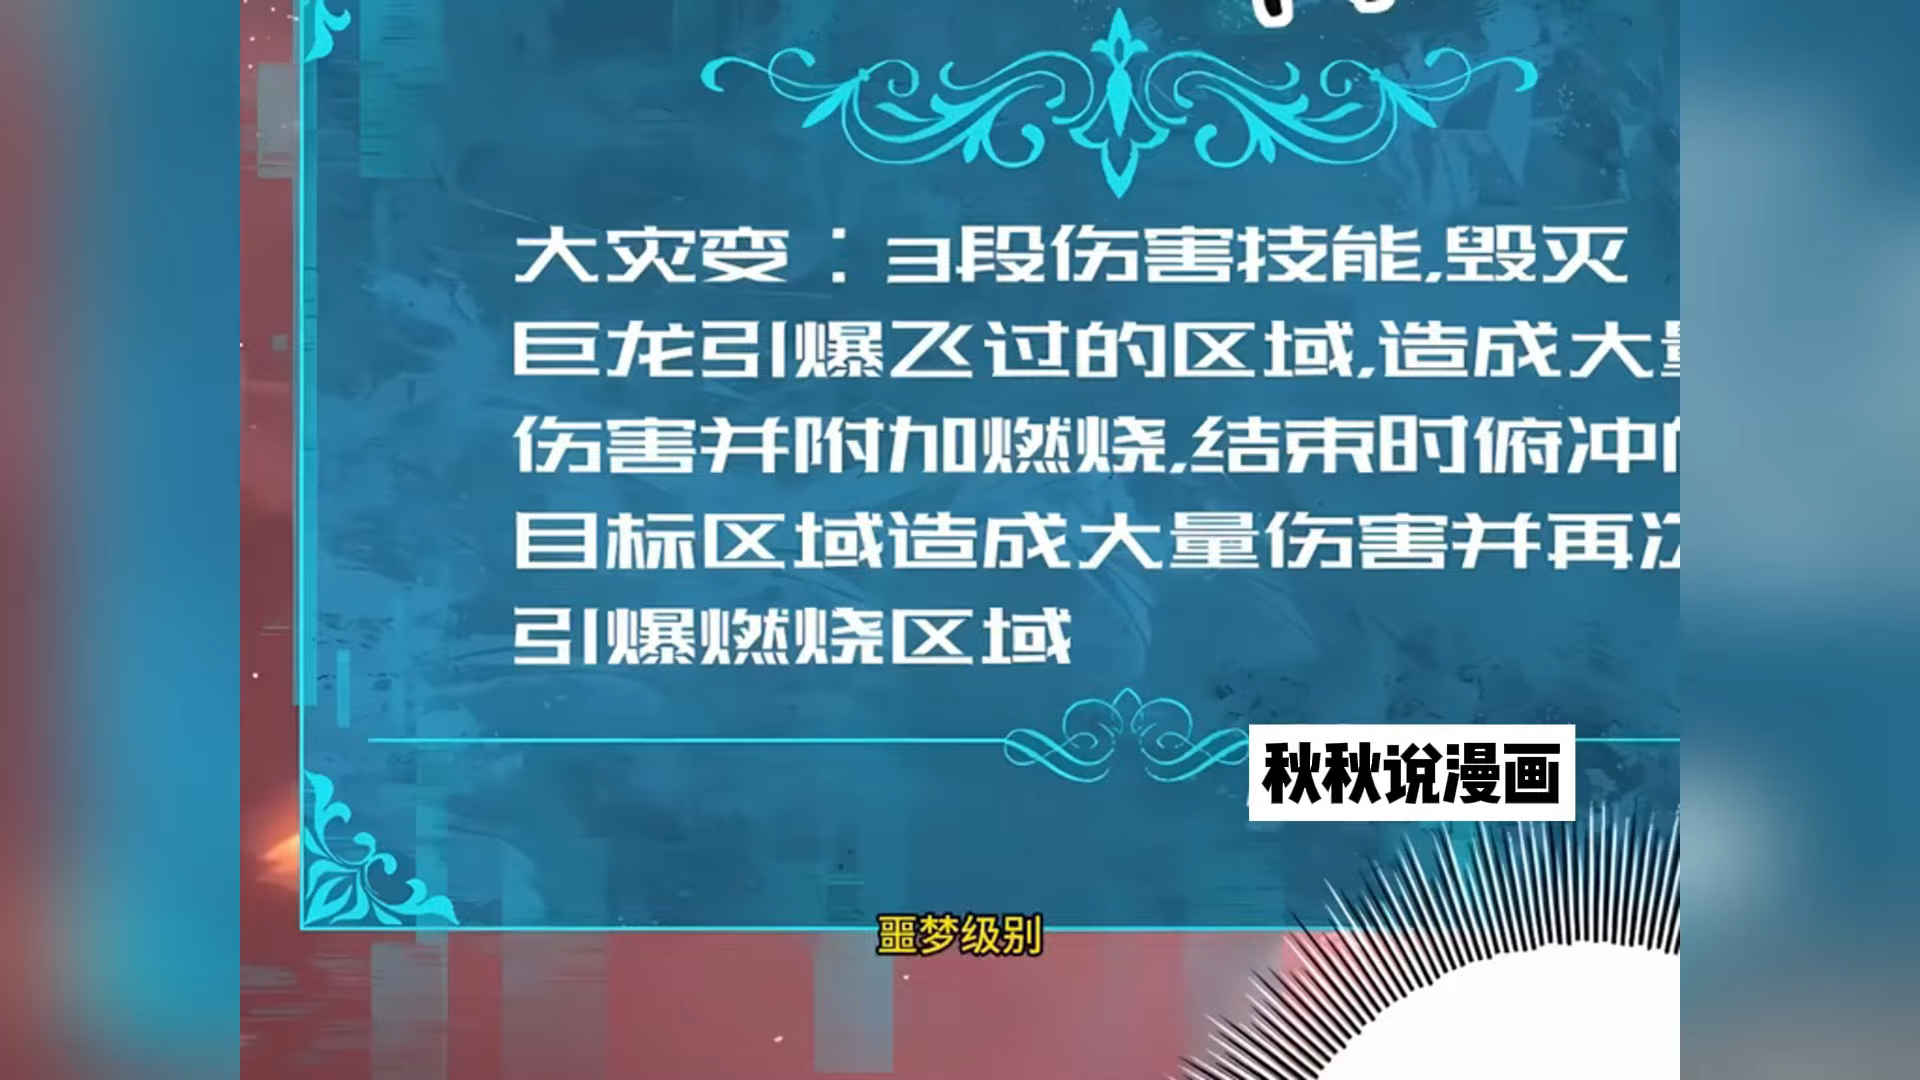 大灾变：3段伤害技能,毁灭
巨龙引爆飞过的区域,造成大量
伤害并附加燃烧,结束时俯冲
目标区域造成大量伤害并再次
引爆燃烧区域
秋秋说漫画
噩梦级别